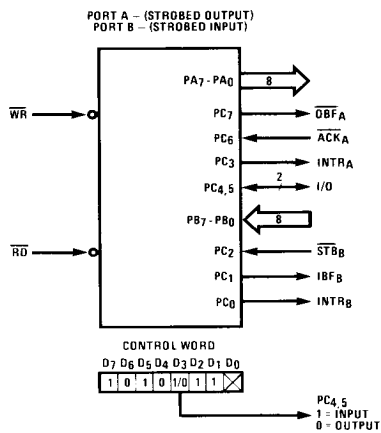 PORT A – (STROBED OUTPUT)
PORT B – (STROBED INPUT)
PA7-PA0 8
WR PC7 OBFA
PC6 ACKA
PC3 INTRA
PC4,5 2 I/O
PB7-PB0 8
RD PC2 STBB
PC1 IBFB
PC0 INTRB
CONTROL WORD
D7 D6 D5 D4 D3 D2 D1 D0
1 0 1 0 1/0 1 1
PC4,5
1 = INPUT
0 = OUTPUT